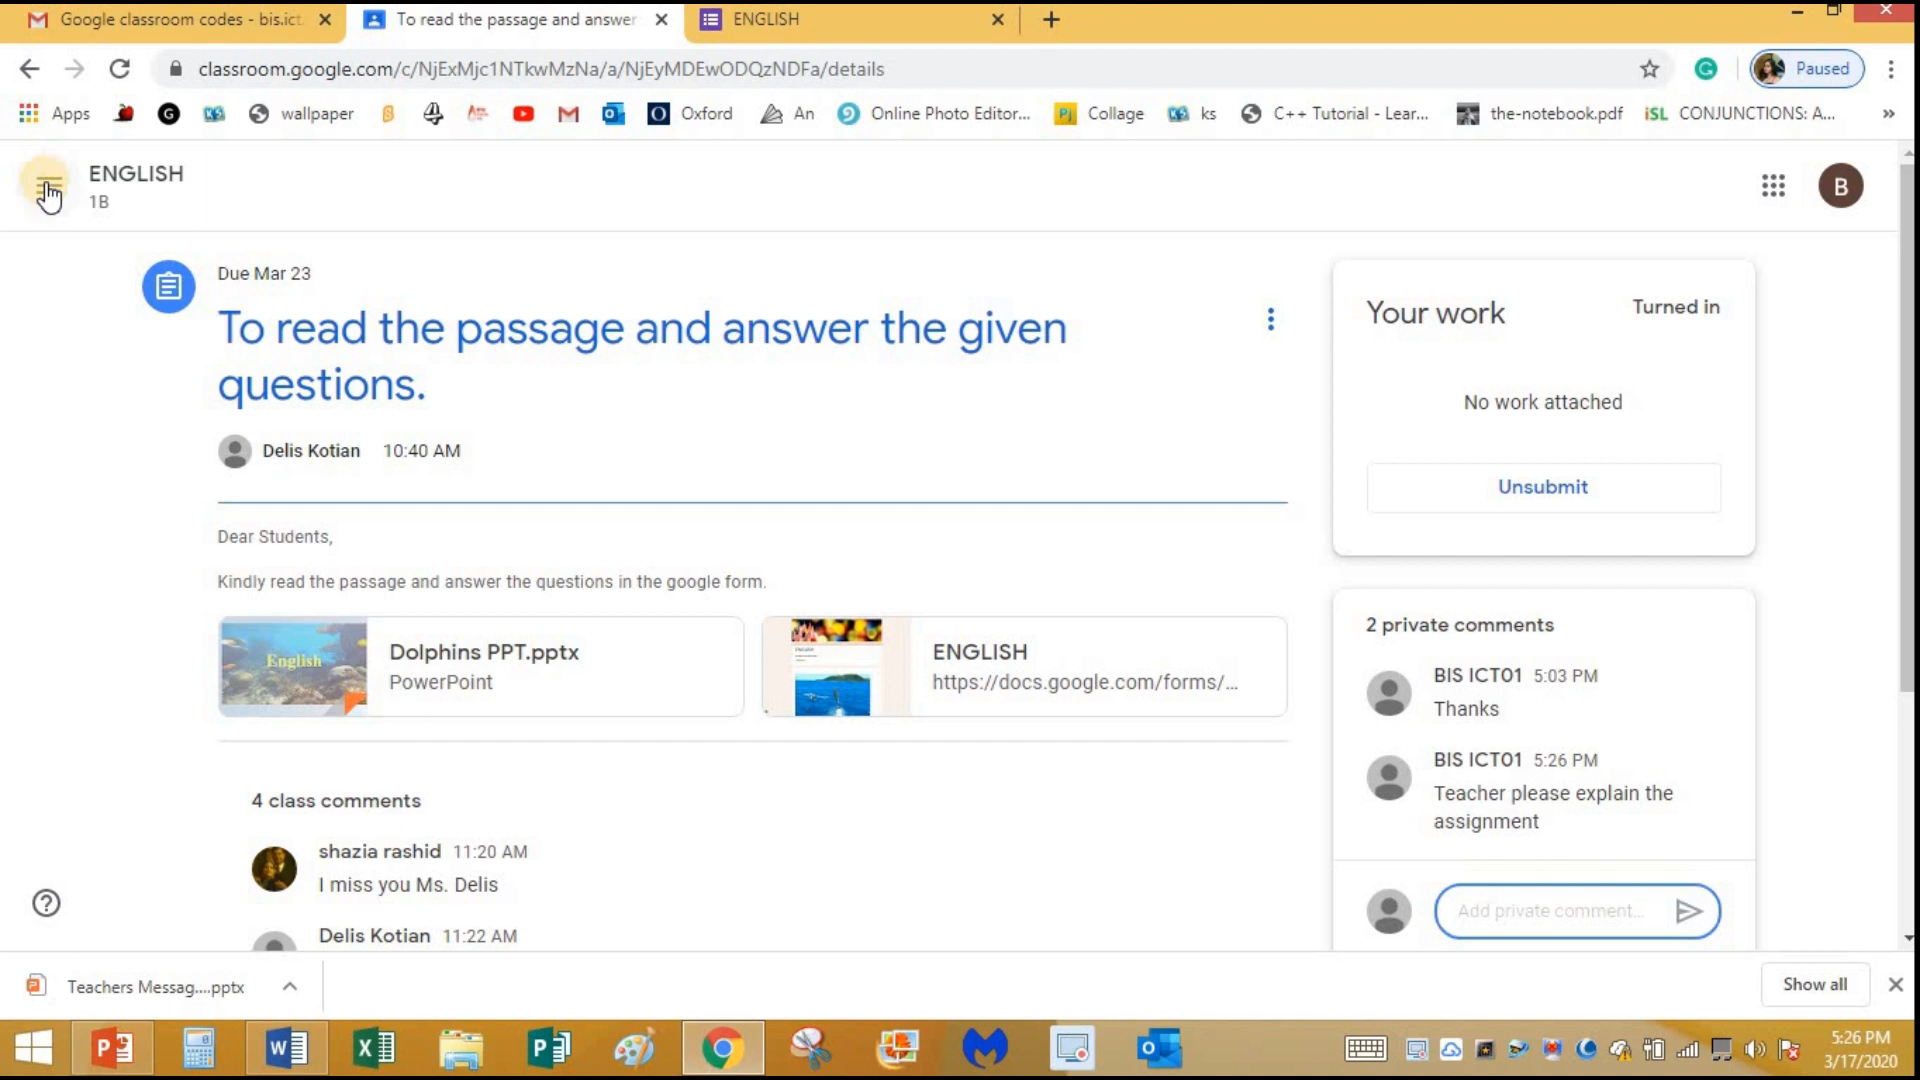 Google classroom codes - bis.ict.
To read the passage and answer
ENGLISH
classroom.google.com/c/NjExMjc1NTkwMzNa/a/NjEyMDEwODQzNDFa/details
Paused
Apps
wallpaper
Oxford
An
Online Photo Editor...
Collage
ks
C++ Tutorial - Lear...
the-notebook.pdf
iSL CONJUNCTIONS: A...
ENGLISH
1B
B
Due Mar 23
To read the passage and answer the given
questions.
Delis Kotian 10:40 AM
Dear Students,
Kindly read the passage and answer the questions in the google form.
English
Dolphins PPT.pptx
PowerPoint
ENGLISH
https://docs.google.com/forms/...
4 class comments
shazia rashid 11:20 AM
I miss you Ms. Delis
Delis Kotian 11:22 AM
Your work
Turned in
No work attached
Unsubmit
2 private comments
BIS ICT01 5:03 PM
Thanks
BIS ICT01 5:26 PM
Teacher please explain the
assignment
Add private comment...
Teachers Messag....pptx
Show all
5:26 PM
3/17/2020